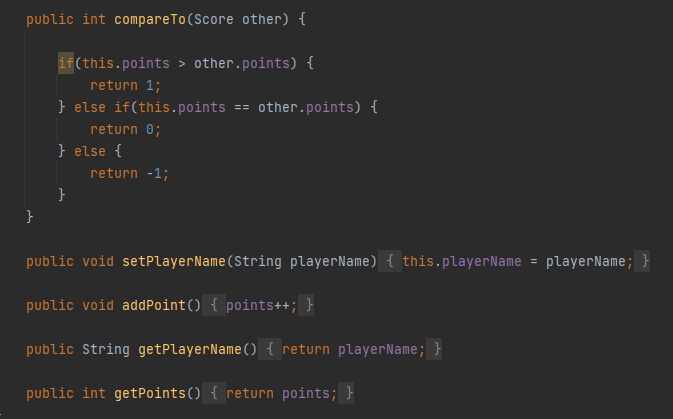 public int compareTo(Score other) {
if(this.points > other.points) {
return 1;
} else if(this.points == other.points) {
return 0;
} else {
return -1;
}
}
public void setPlayerName(String playerName) { this.playerName = playerName; }
public void addPoint() { points++; }
public String getPlayerName() { return playerName; }
public int getPoints() { return points; }